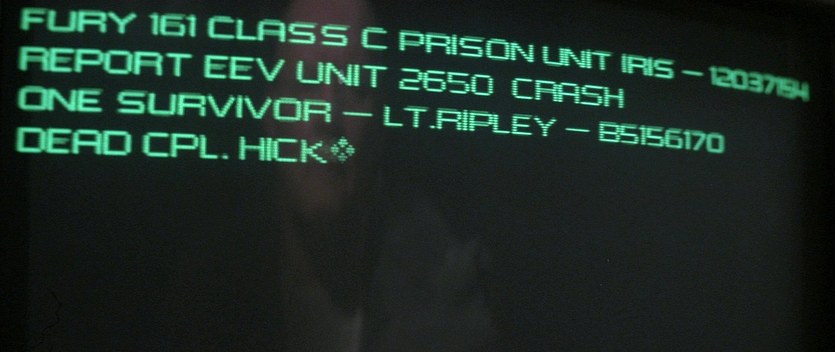 FURY 161 CLASS C PRISON UNIT IRIS – 12037154
REPORT EEV UNIT 2650 CRASH
ONE SURVIVOR – LT.RIPLEY – B5156170
DEAD CPL. HICK